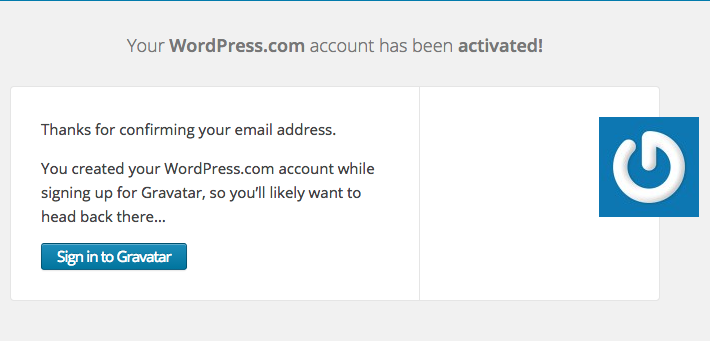 Your WordPress.com account has been activated!
Thanks for confirming your email address.
You created your WordPress.com account while
signing up for Gravatar, so you’ll likely want to
head back there...
Sign in to Gravatar